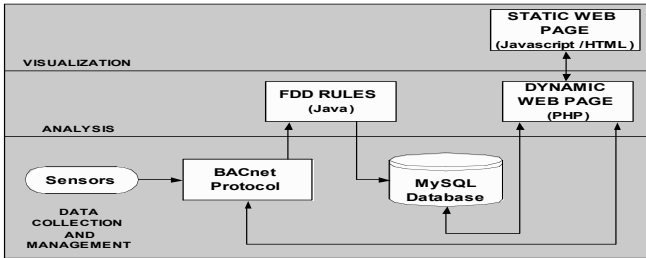 STATIC WEB
PAGE
(Javascript /HTML)
VISUALIZATION
FDD RULES
(Java)
DYNAMIC
WEB PAGE
(PHP)
ANALYSIS
Sensors
BACnet
Protocol
MySQL
Database
DATA
COLLECTION
AND
MANAGEMENT